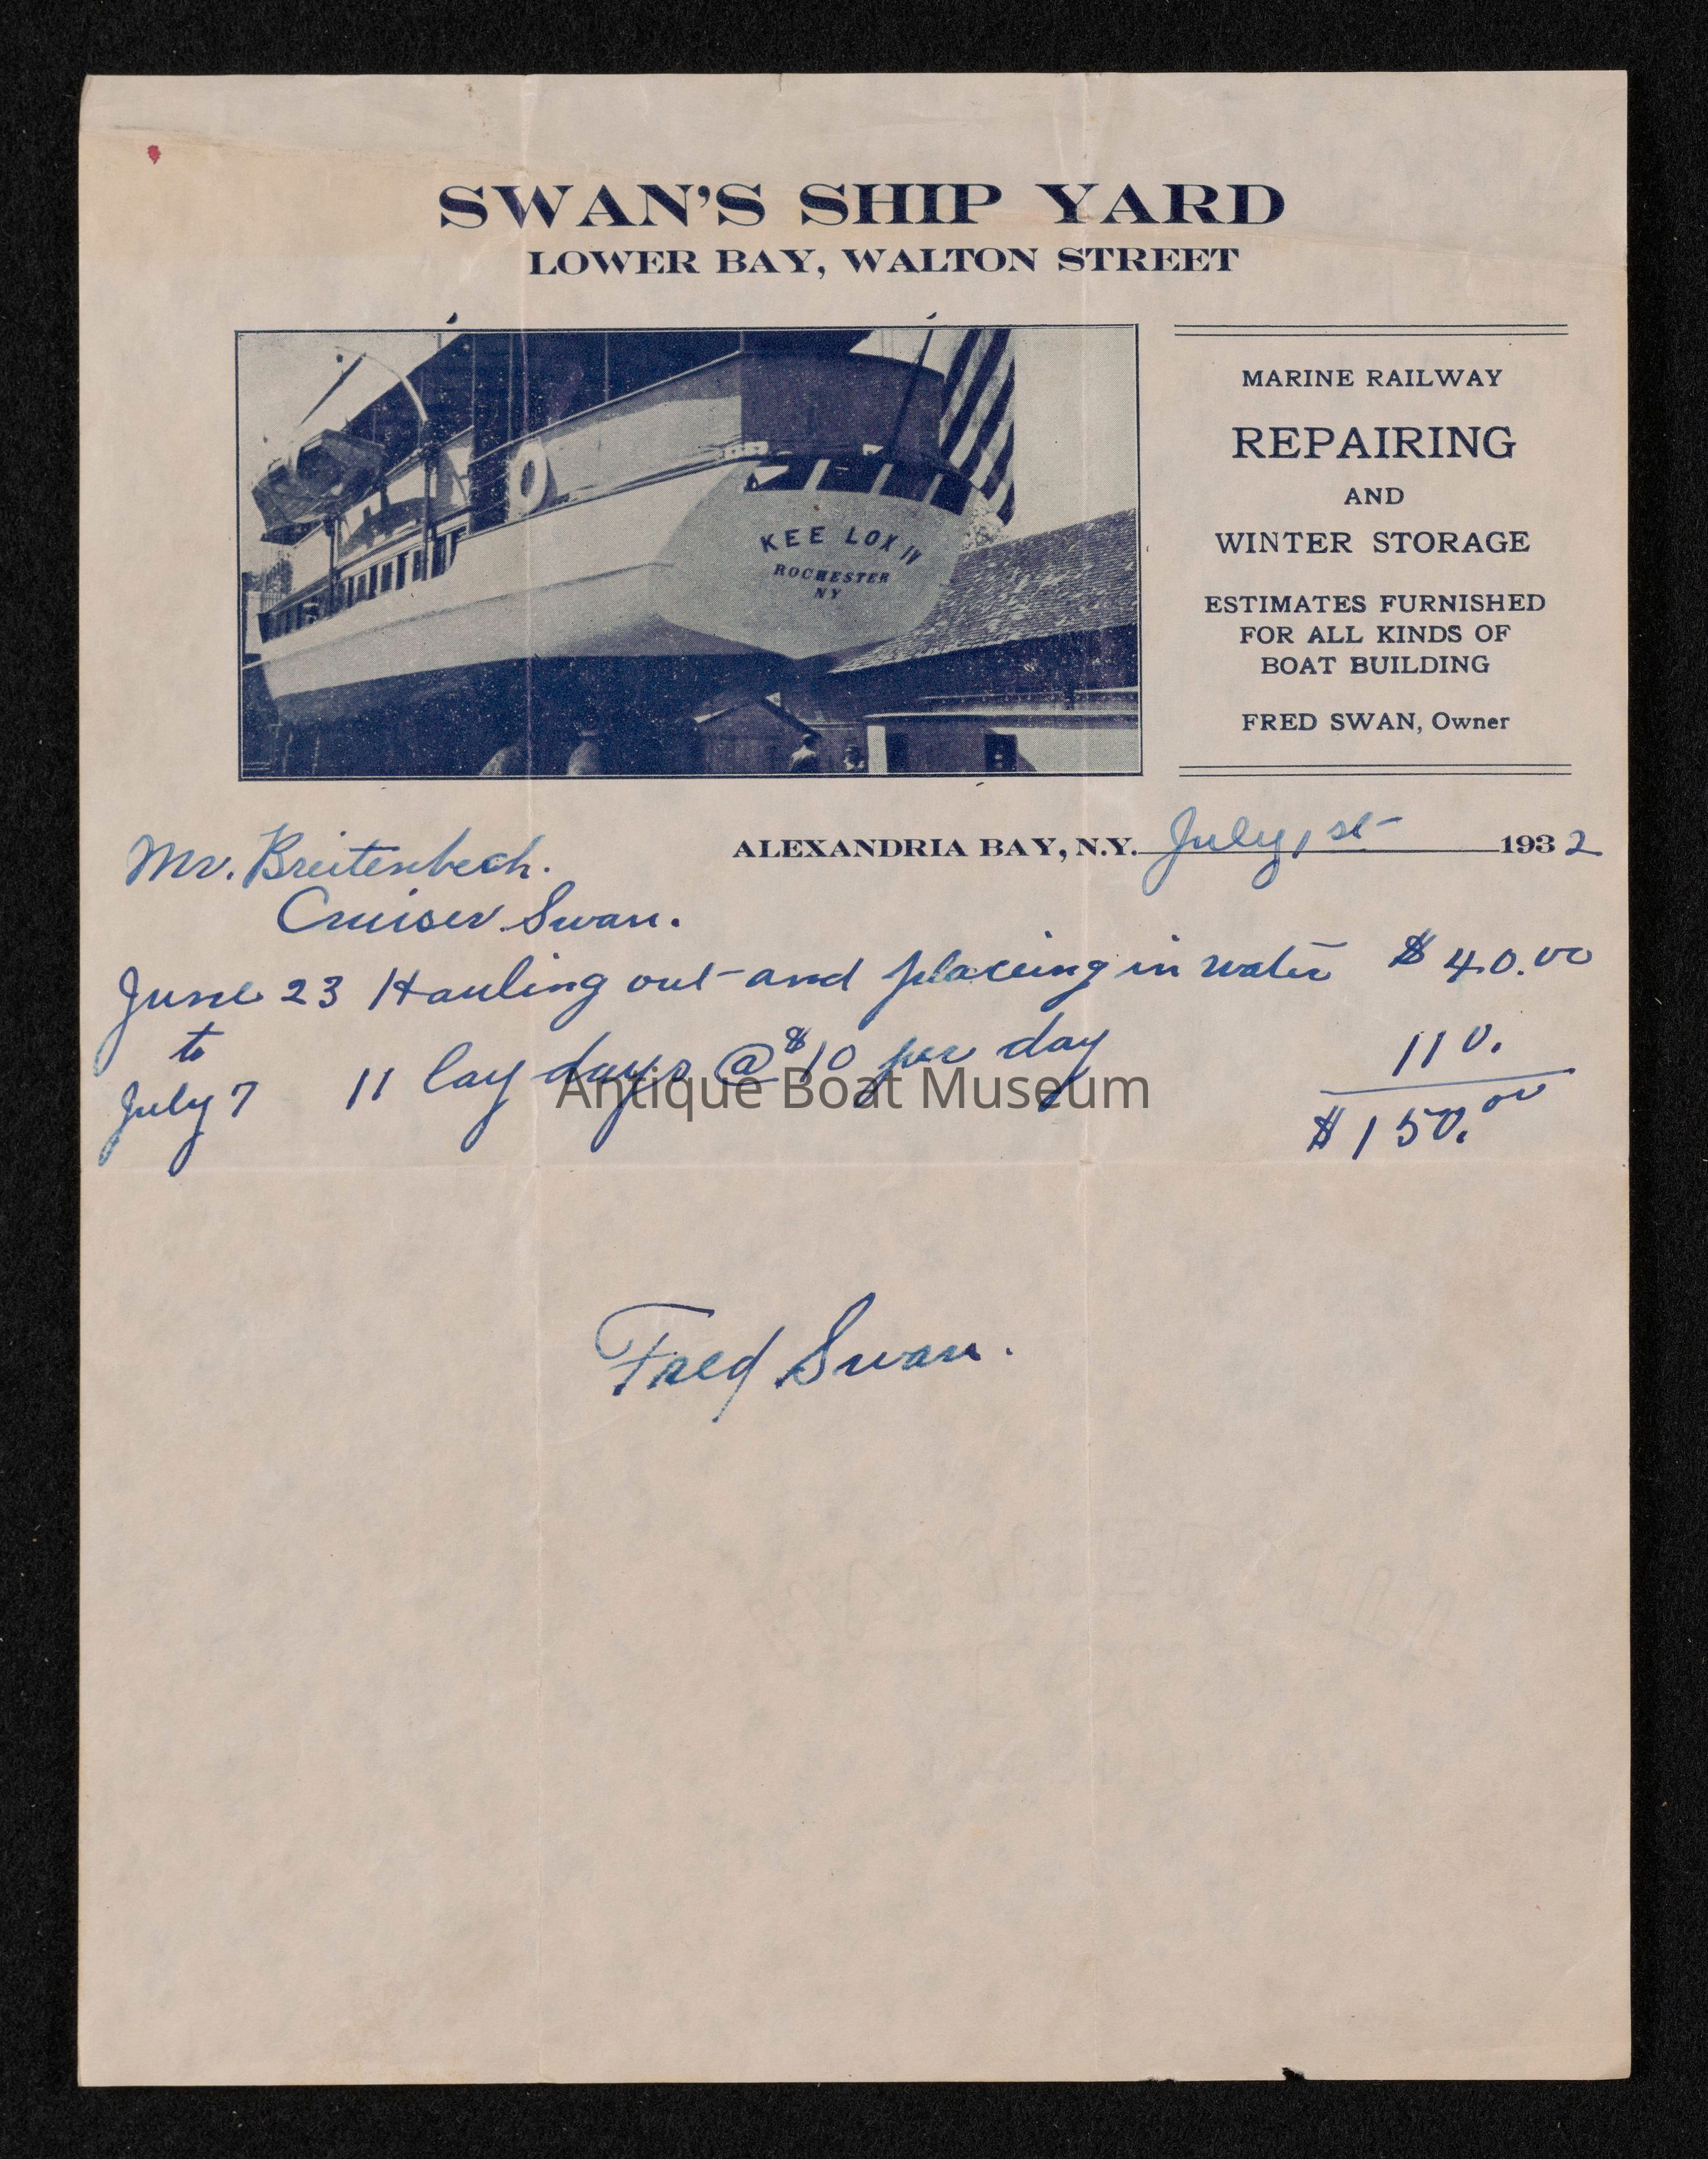 SWAN'S SHIP YARD
LOWER BAY, WALTON STREET
KEE LOX IV
ROCHESTER
NY
MARINE RAILWAY
REPAIRING
AND
WINTER STORAGE
ESTIMATES FURNISHED
FOR ALL KINDS OF
BOAT BUILDING
FRED SWAN, Owner
ALEXANDRIA BAY, N.Y. July 1st 1932
Mr. Breitenbech.
Cruiser Swan.
June 23 Hauling out and placeing in water $40.00
to
July 7 11 lay days @ $10 per day 110.
$150.00
Antique Boat Museum
Fred Swan.